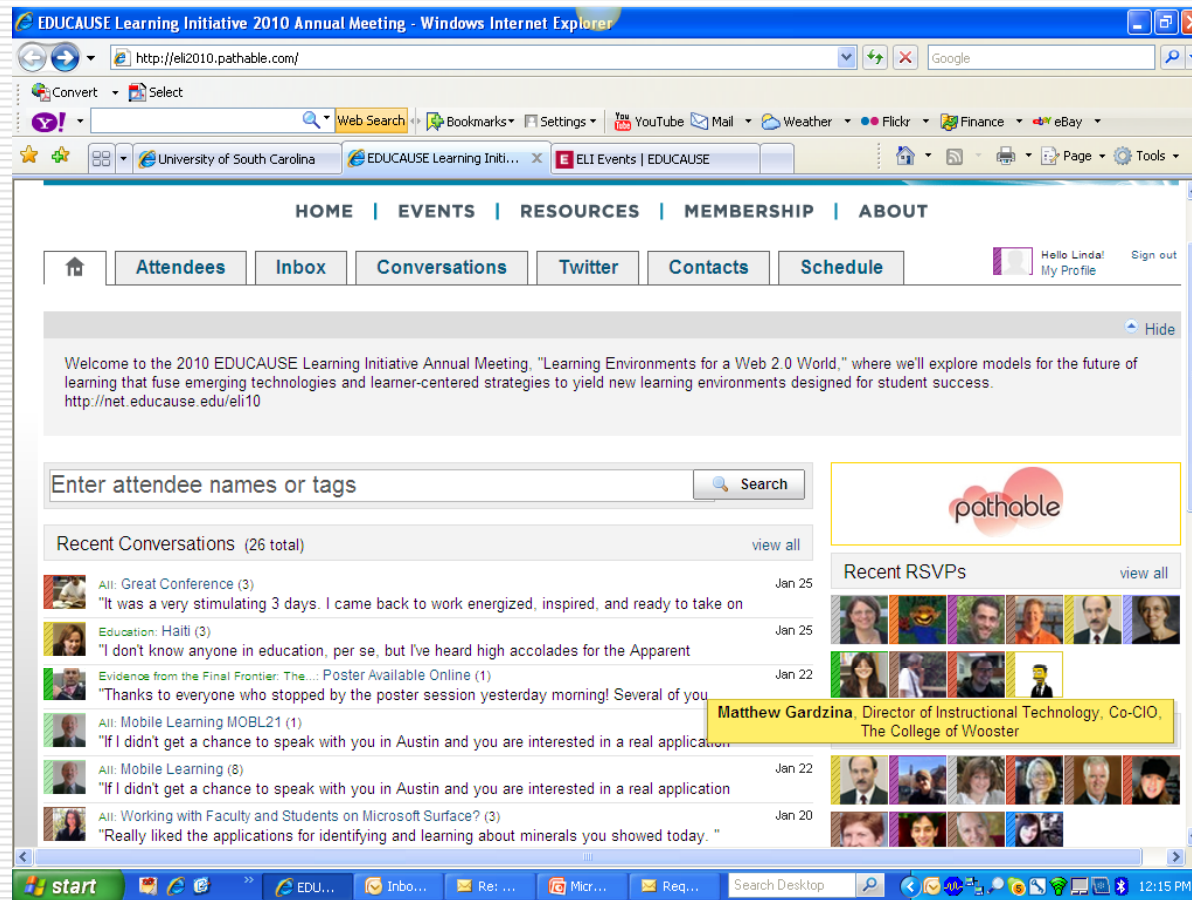 EDUCAUSE Learning Initiative 2010 Annual Meeting - Windows Internet Explorer
http://eli2010.pathable.com/
Google
Convert Select
Y! Web Search Bookmarks Settings YouTube Mail Weather Flickr Finance eBay
University of South Carolina EDUCAUSE Learning Initi... X E ELI Events | EDUCAUSE Page Tools
HOME | EVENTS | RESOURCES | MEMBERSHIP | ABOUT
Attendees Inbox Conversations Twitter Contacts Schedule
Hello Linda! Sign out
My Profile
Hide
Welcome to the 2010 EDUCAUSE Learning Initiative Annual Meeting, "Learning Environments for a Web 2.0 World," where we'll explore models for the future of
learning that fuse emerging technologies and learner-centered strategies to yield new learning environments designed for student success.
http://net.educause.edu/eli10
Enter attendee names or tags Search
pathable
Recent Conversations (26 total) view all
Recent RSVPs view all
All: Great Conference (3) Jan 25
"It was a very stimulating 3 days. I came back to work energized, inspired, and ready to take on
Education: Haiti (3) Jan 25
"I don't know anyone in education, per se, but I've heard high accolades for the Apparent
Evidence from the Final Frontier: The...: Poster Available Online (1) Jan 22
"Thanks to everyone who stopped by the poster session yesterday morning! Several of you
Matthew Gardzina, Director of Instructional Technology, Co-CIO,
The College of Wooster
All: Mobile Learning MOBL21 (1)
"If I didn't get a chance to speak with you in Austin and you are interested in a real application
All: Mobile Learning (8) Jan 22
"If I didn't get a chance to speak with you in Austin and you are interested in a real application
All: Working with Faculty and Students on Microsoft Surface? (3) Jan 20
"Really liked the applications for identifying and learning about minerals you showed today. "
start EDU... Inbo... Re: ... Micr... Req... Search Desktop 12:15 PM